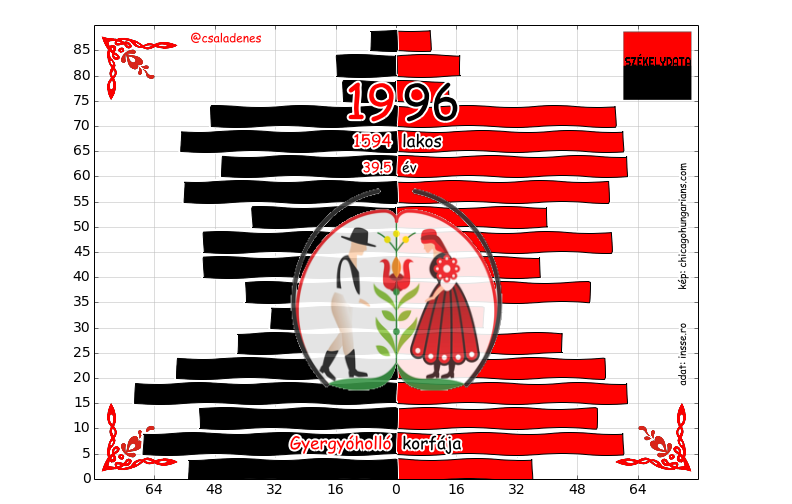 @csaladenes
SZÉKELYDATA
1996
1594 lakos
39.5 év
kép: chicagohungarians.com
adat: insse.ro
Gyergyóholló korfája
85
80
75
70
65
60
55
50
45
40
35
30
25
20
15
10
5
0
64 48 32 16 0 16 32 48 64